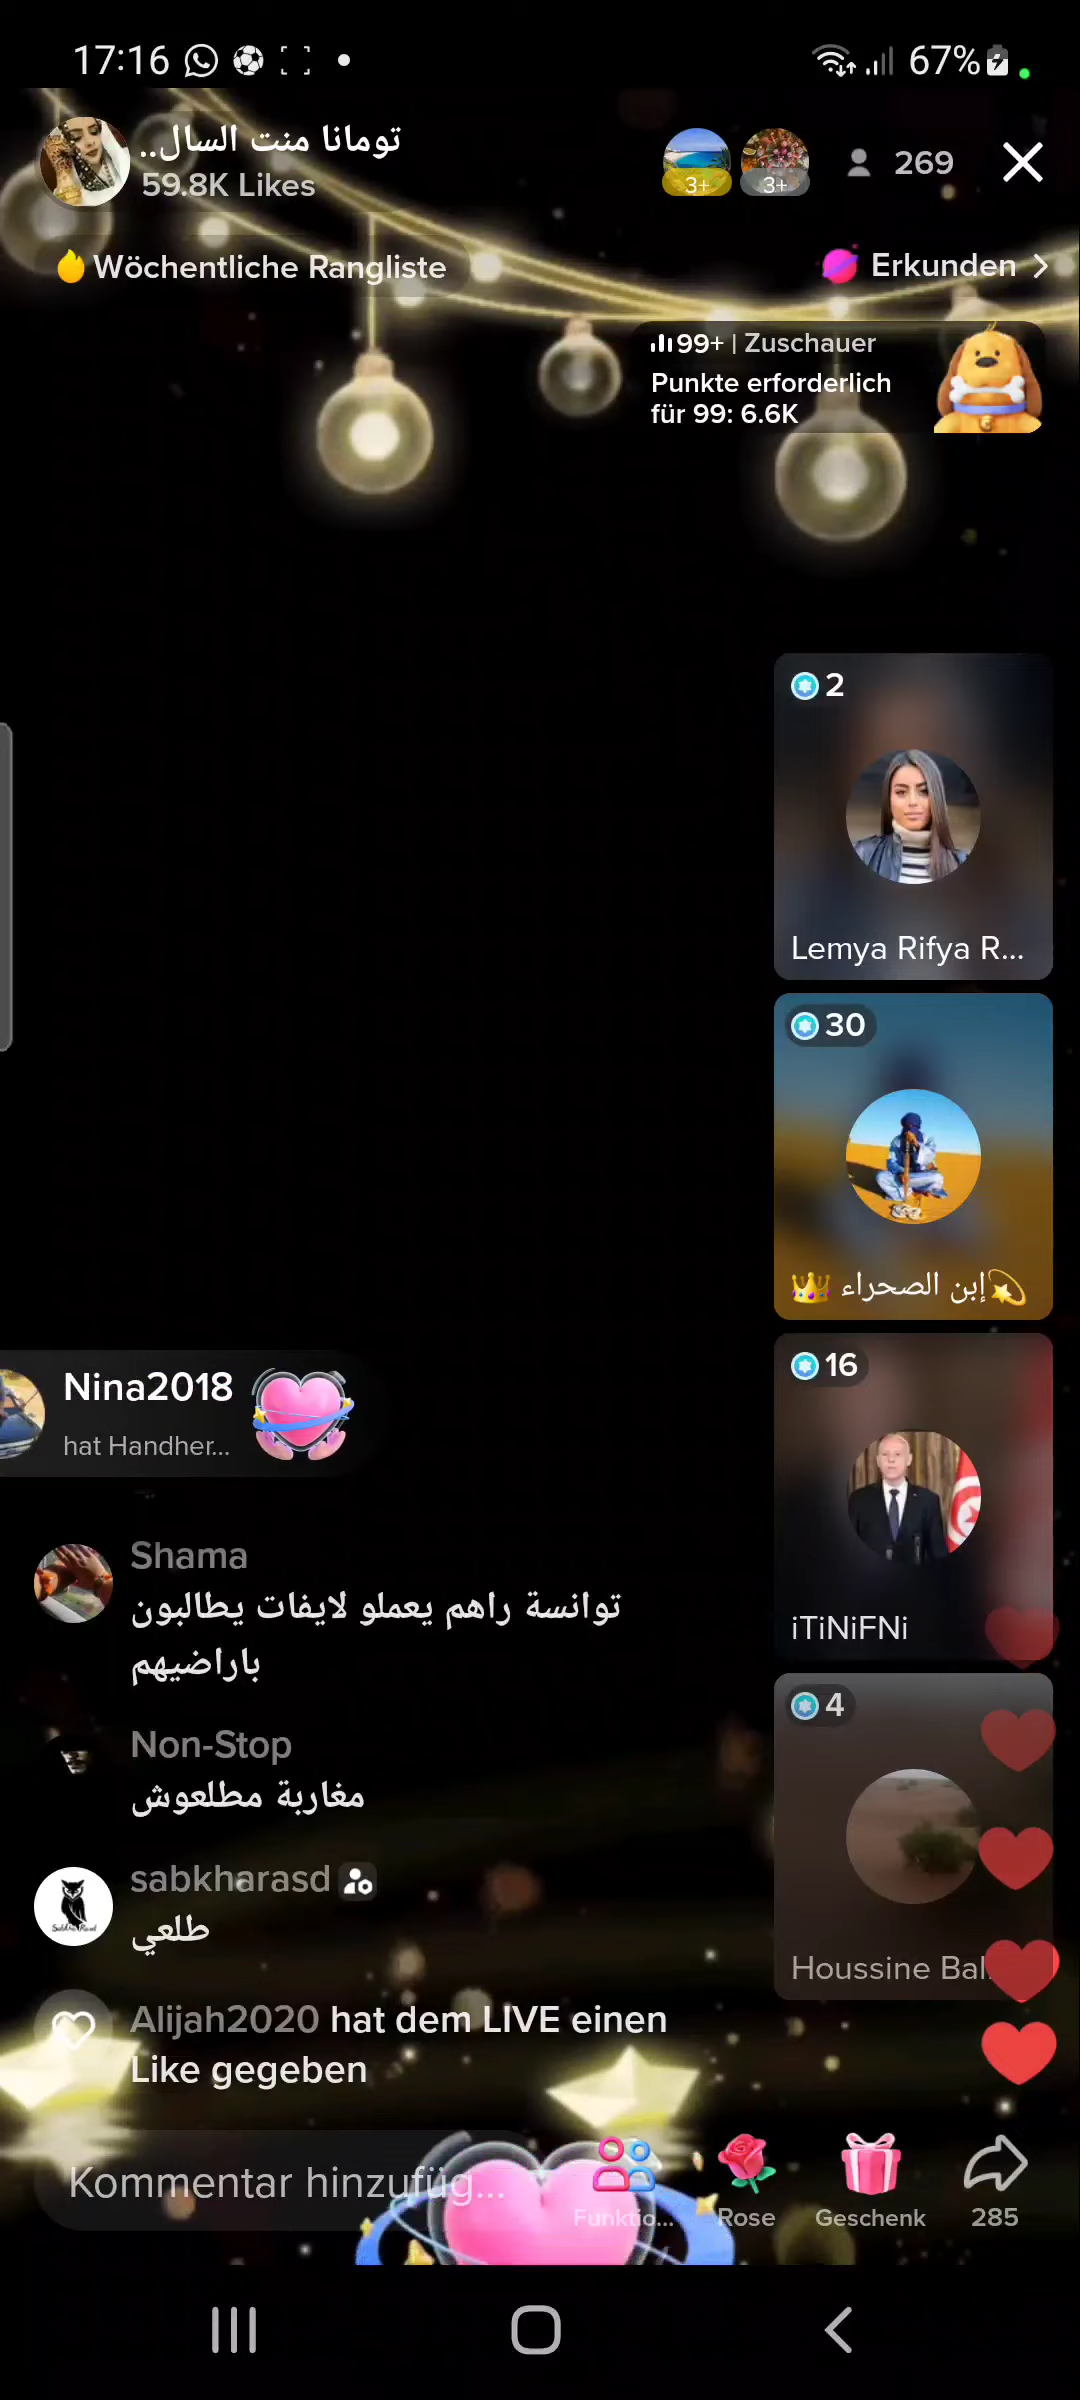 17:16
67%
تومانا منت السال..
59.8K Likes
3+
3+
269
Wöchentliche Rangliste
Erkunden
99+ | Zuschauer
Punkte erforderlich
für 99: 6.6K
2
Lemya Rifya R...
30
إبن الصحراء
16
iTiNiFNi
4
Houssine Bal
Nina2018
hat Handher...
Shama
توانسة راهم يعملو لايفات يطالبون
باراضيهم
Non-Stop
مغاربة مطلعوش
sabkharasd
طلعي
Alijah2020 hat dem LIVE einen
Like gegeben
Kommentar hinzufüg...
Funktio...
Rose
Geschenk
285